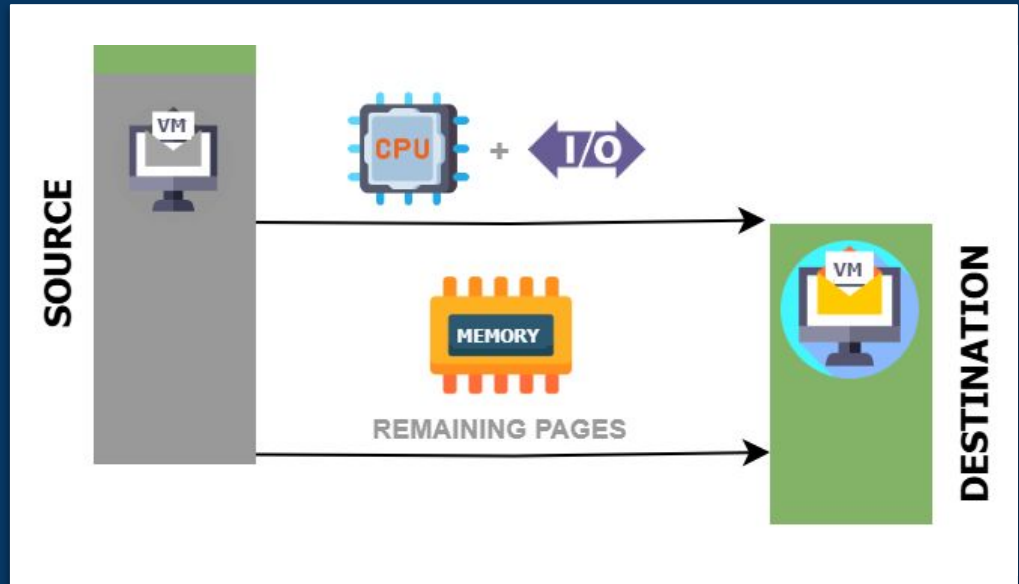 SOURCE
VM
CPU
+
I/O
MEMORY
REMAINING PAGES
VM
DESTINATION